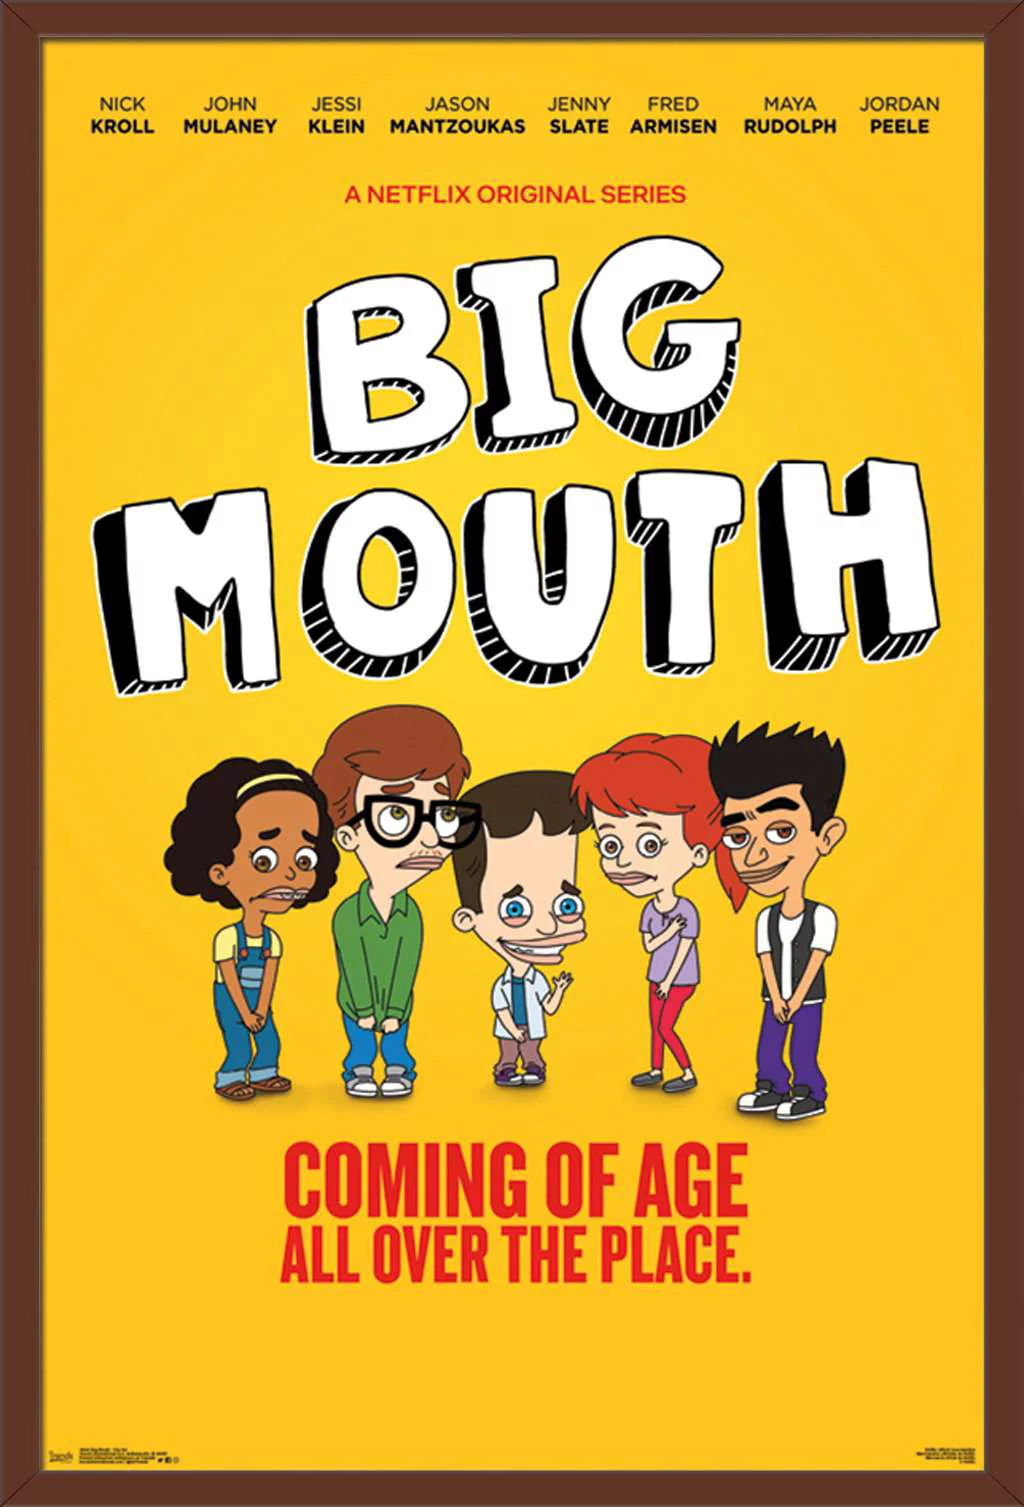 NICK JOHN JESSI JASON JENNY FRED MAYA JORDAN
KROLL MULANEY KLEIN MANTZOUKAS SLATE ARMISEN RUDOLPH PEELE
A NETFLIX ORIGINAL SERIES
BIG
MOUTH
COMING OF AGE
ALL OVER THE PLACE.